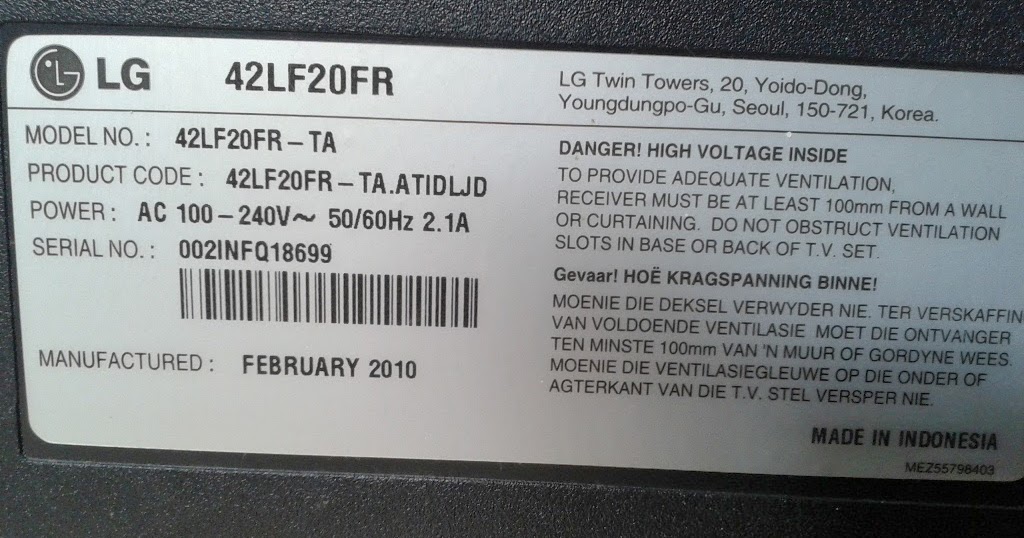 LG 42LF20FR
LG Twin Towers, 20, Yoido-Dong,
Youngdungpo-Gu, Seoul, 150-721, Korea.
MODEL NO. : 42LF20FR – TA
PRODUCT CODE : 42LF20FR – TA.ATIDLJD
POWER : AC 100 – 240V~ 50/60Hz 2.1A
SERIAL NO. : 002INFQ18699
MANUFACTURED : FEBRUARY 2010
DANGER! HIGH VOLTAGE INSIDE
TO PROVIDE ADEQUATE VENTILATION,
RECEIVER MUST BE AT LEAST 100mm FROM A WALL
OR CURTAINING. DO NOT OBSTRUCT VENTILATION
SLOTS IN BASE OR BACK OF T.V. SET.
Gevaar! HOË KRAGSPANNING BINNE!
MOENIE DIE DEKSEL VERWYDER NIE. TER VERSKAFFIN
VAN VOLDOENDE VENTILASIE MOET DIE ONTVANGER
TEN MINSTE 100mm VAN 'N MUUR OF GORDYNE WEES.
MOENIE DIE VENTILASIEGLEUWE OP DIE ONDER OF
AGTERKANT VAN DIE T.V. STEL VERSPER NIE.
MADE IN INDONESIA
MEZ55798403